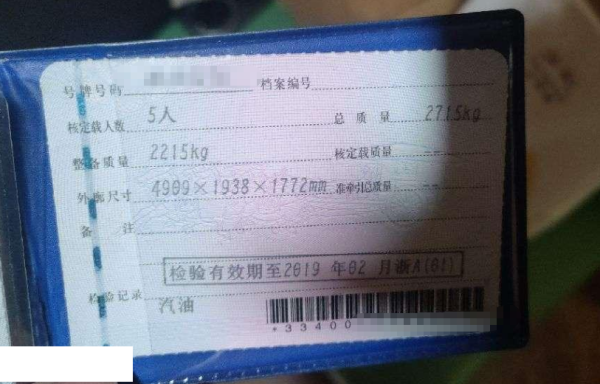 号牌号码 档案编号
核定载人数 5人 总质量 2715kg
整备质量 2215kg 核定载质量 --
外廓尺寸 4909×1938×1772mm 准牵引总质量 --
备注
检验有效期至2019 年02 月浙A(01)
检验记录 汽油
*33400